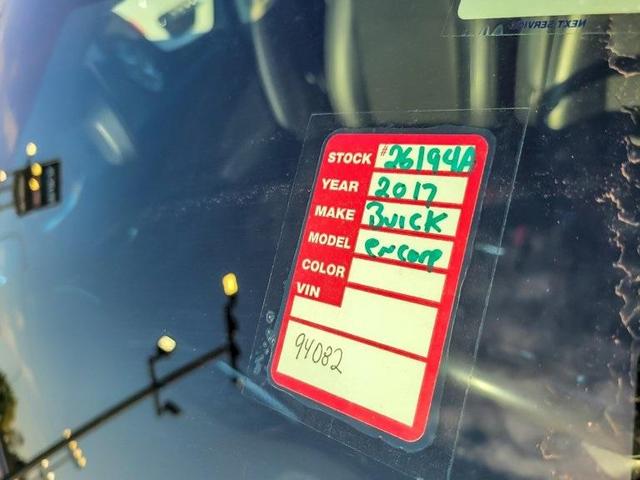 NEXT SERVICE
STOCK #26194A
YEAR 2017
MAKE Buick
MODEL encore
COLOR
VIN
94082